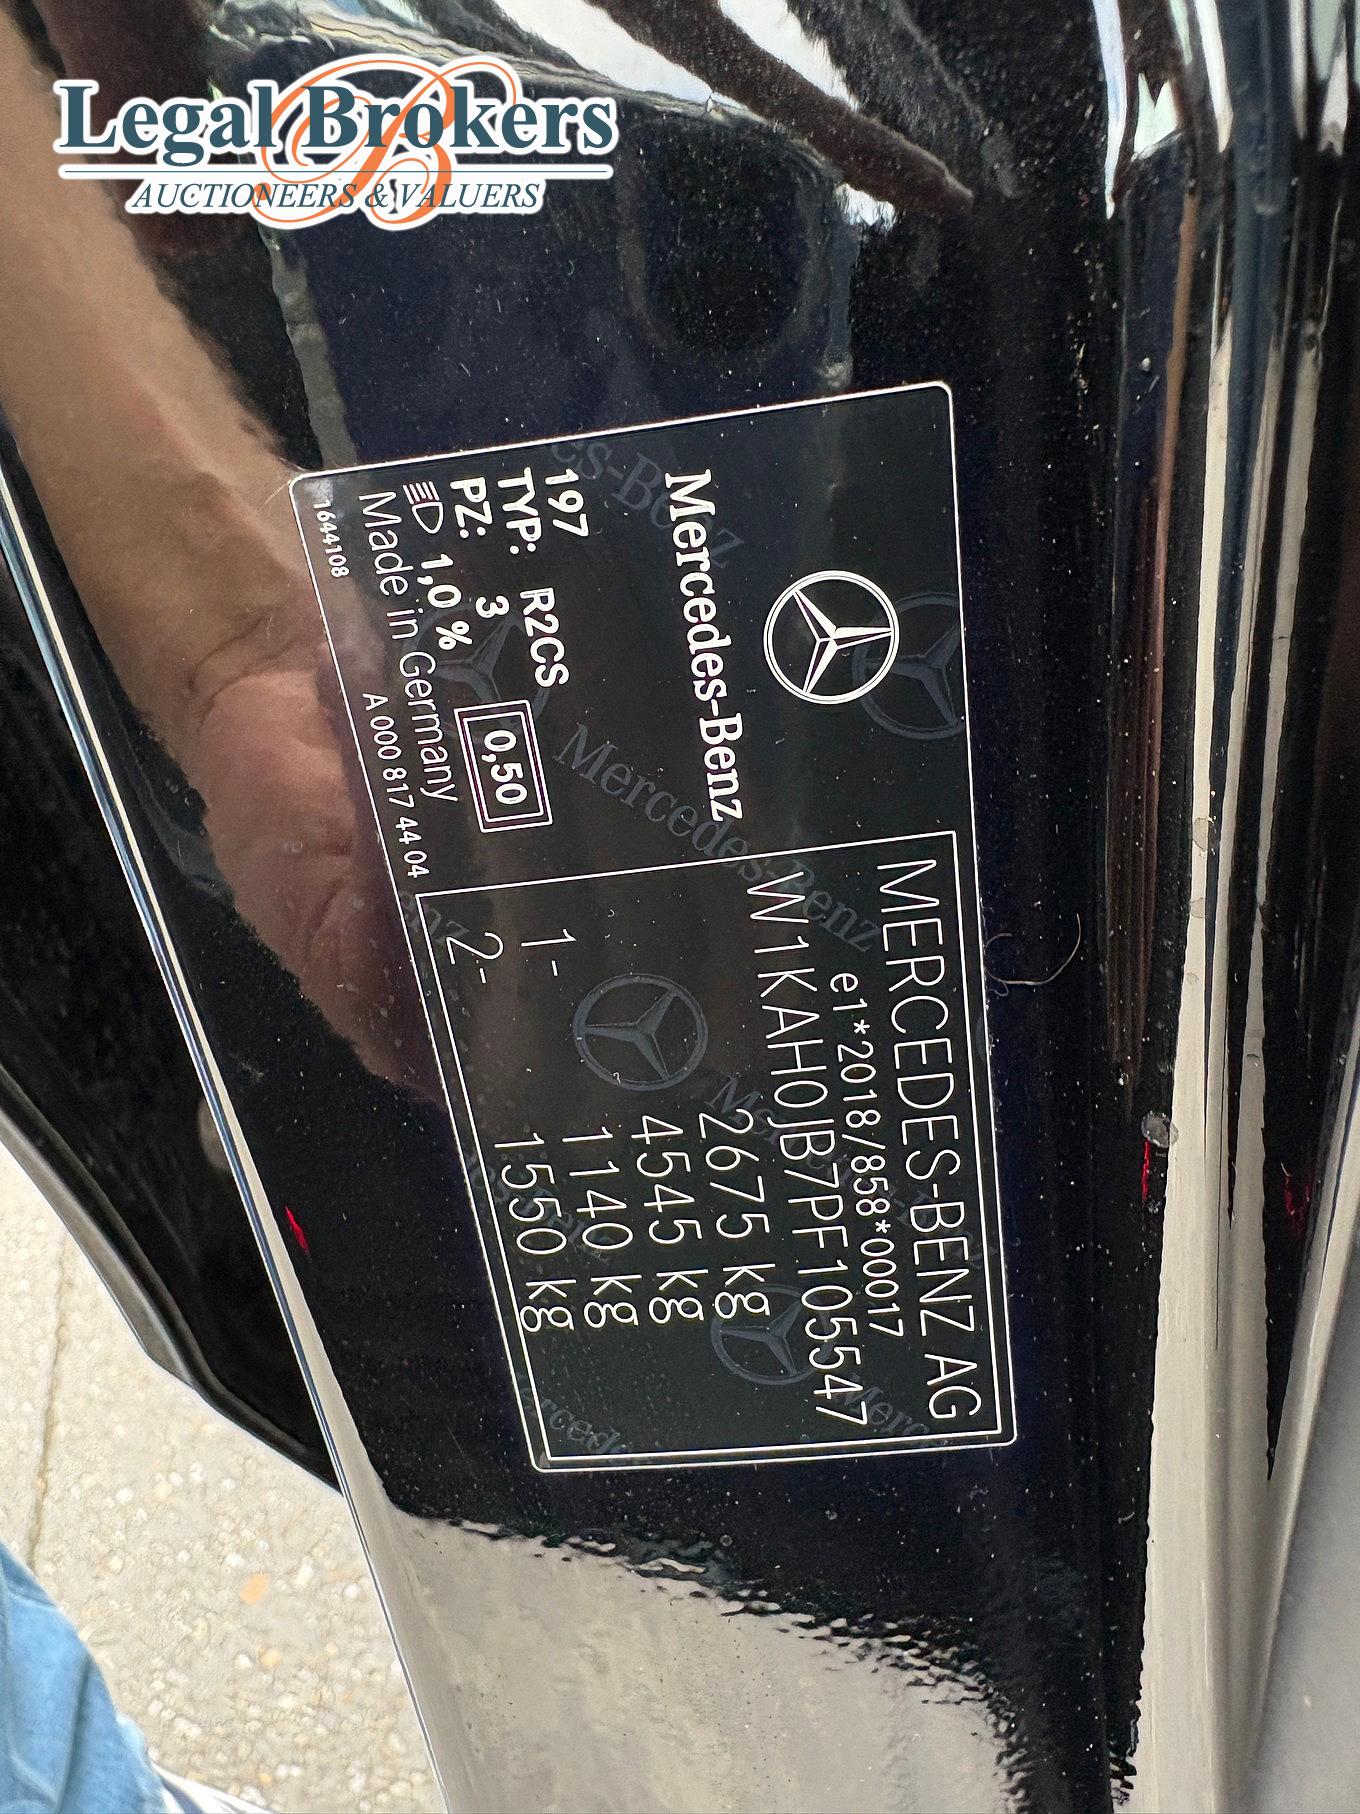 Legal Brokers
AUCTIONEERS & VALUERS
Mercedes-Benz
197
TYP: R2CS
PZ: 3
0,50
1,0 %
Made in Germany
1644108
A 000 817 44 04
MERCEDES-BENZ AG
e1*2018/858*00017
W1KAH0JB7PF105547
2675 kg
4545 kg
1- 1140 kg
2- 1550 kg